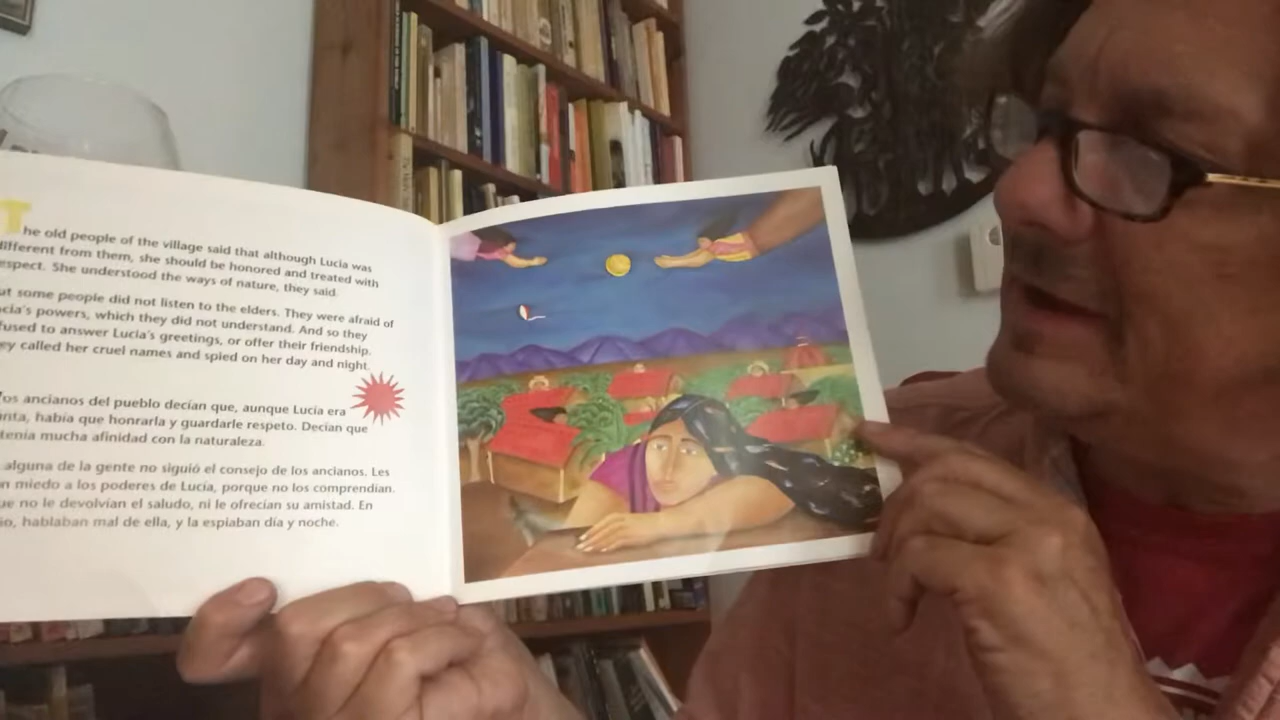 The old people of the village said that although Lucia was
different from them, she should be honored and treated with
espect. She understood the ways of nature, they said.
ut some people did not listen to the elders. They were afraid of
cia's powers, which they did not understand. And so they
fused to answer Lucia's greetings, or offer their friendship.
ey called her cruel names and spied on her day and night.
os ancianos del pueblo decían que, aunque Lucía era
inta, había que honrarla y guardarle respeto. Decían que
tenía mucha afinidad con la naturaleza.
alguna de la gente no siguió el consejo de los ancianos. Les
n miedo a los poderes de Lucía, porque no los comprendían.
ue no le devolvían el saludo, ni le ofrecían su amistad. En
io, hablaban mal de ella, y la espiaban día y noche.